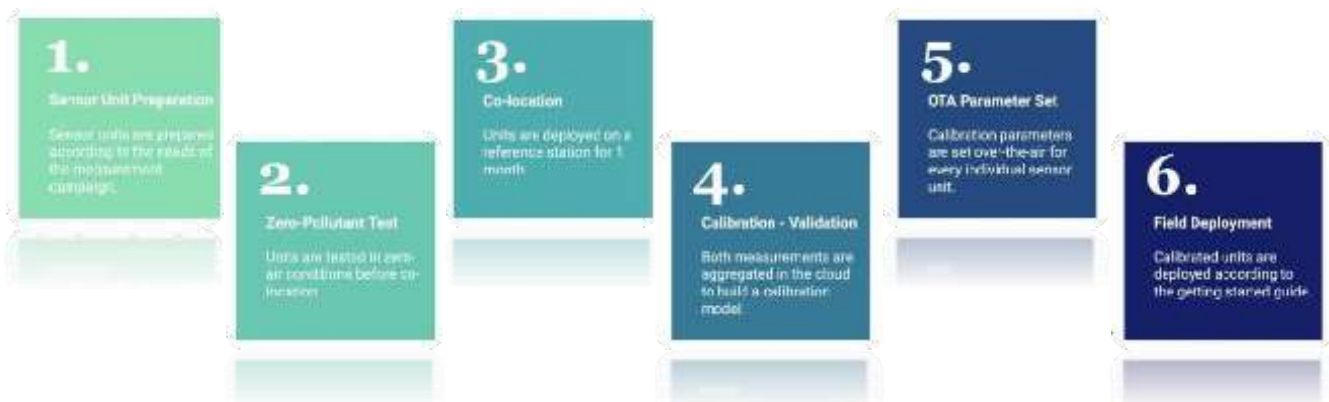 1.
Sensor Unit Preparation
Sensor units are prepared
according to the needs of
the measurement
campaign.
2.
Zero-Pollutant Test
Units are tested in zero-
air conditions before co-
location
3.
Co-location
Units are deployed on a
reference station for 1
month
4.
Calibration - Validation
Both measurements are
aggregated in the cloud
to build a calibration
model.
5.
OTA Parameter Set
Calibration parameters
are set over-the-air for
every individual sensor
unit.
6.
Field Deployment
Calibrated units are
deployed according to
the getting started guide